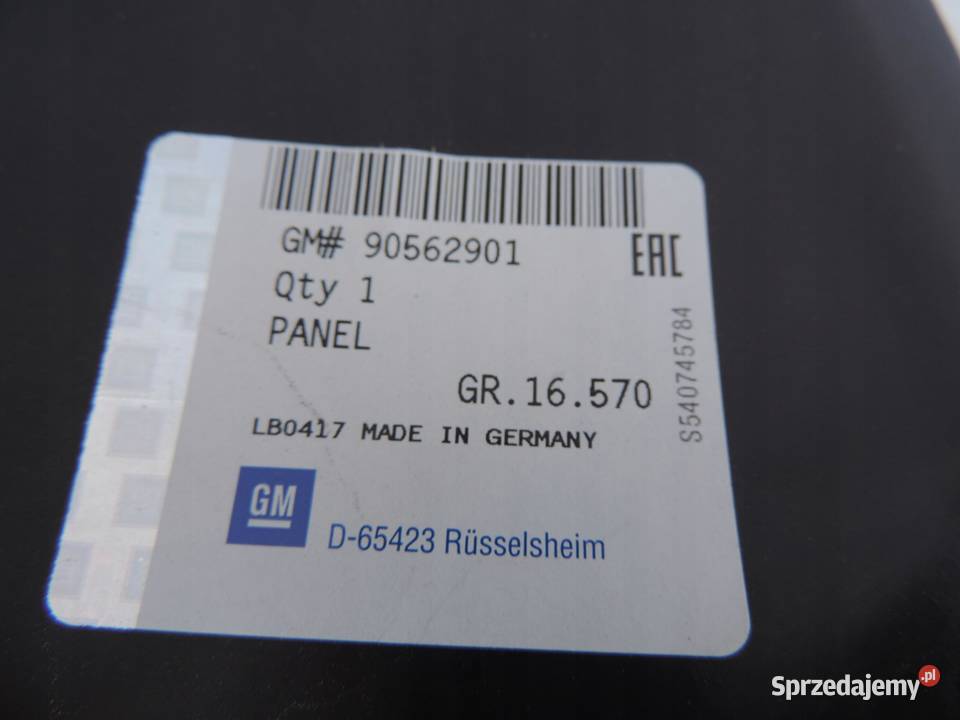 GM# 90562901
EAC
Qty 1
PANEL
GR.16.570
S540745784
LB0417 MADE IN GERMANY
GM
D-65423 Rüsselsheim
Sprzedajemy.pl